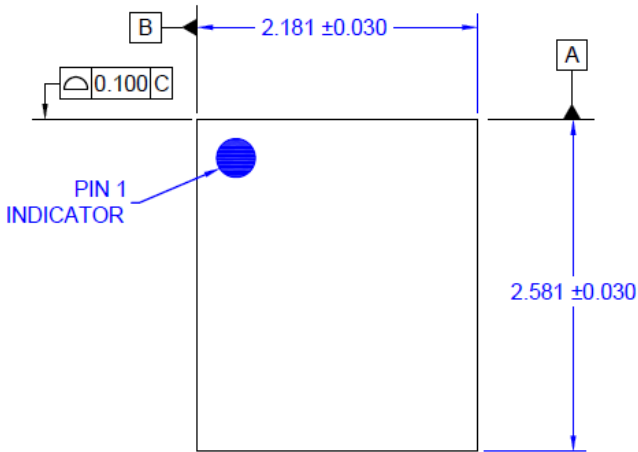 B
2.181 ±0.030
A
⌓ 0.100 C
PIN 1
INDICATOR
2.581 ±0.030